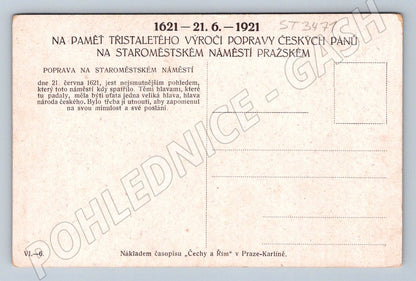 1621—21. 6.—1921
ST 3471
NA PAMĚŤ TŘISTALETÉHO VÝROČÍ POPRAVY ČESKÝCH PÁNŮ
NA STAROMĚSTSKÉM NÁMĚSTÍ PRAŽSKÉM
POPRAVA NA STAROMĚSTSKÉM NÁMĚSTÍ
dne 21. června 1621, jest nejsmutnějším pohledem,
který toto náměstí kdy spatřilo. Těmi hlavami, které
tu padaly, měla býti uťata jedna veliká hlava, hlava
národa českého. Bylo třeba jí utnouti, aby zapomenul
na svou minulost a své poslání.
VI.—6.
Nákladem časopisu „Čechy a Řím" v Praze-Karlíně.
POHLEDNICE - GASH